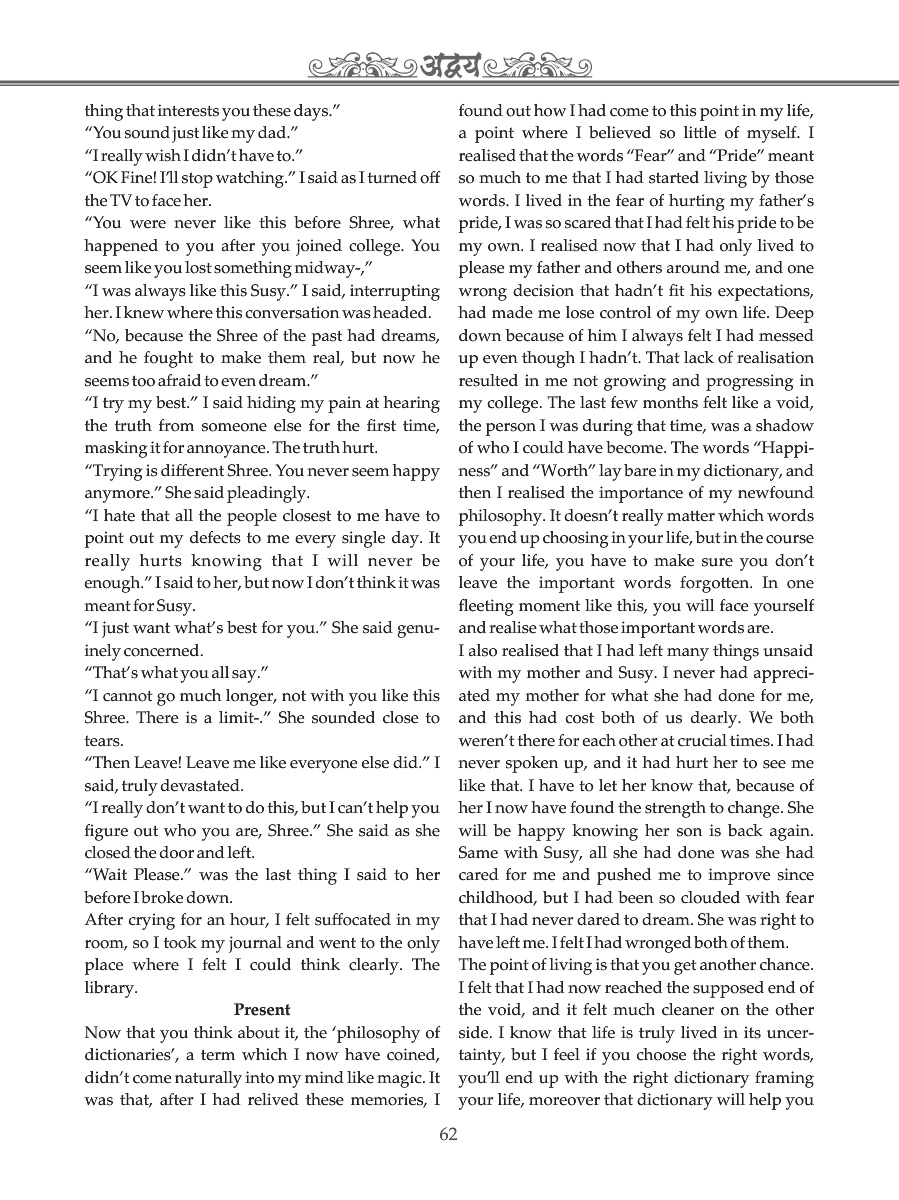 अद्वय
thing that interests you these days.”
“You sound just like my dad.”
“I really wish I didn’t have to.”
“OK Fine! I’ll stop watching.” I said as I turned off
the TV to face her.
“You were never like this before Shree, what
happened to you after you joined college. You
seem like you lost something midway-,”
“I was always like this Susy.” I said, interrupting
her. I knew where this conversation was headed.
“No, because the Shree of the past had dreams,
and he fought to make them real, but now he
seems too afraid to even dream.”
“I try my best.” I said hiding my pain at hearing
the truth from someone else for the first time,
masking it for annoyance. The truth hurt.
“Trying is different Shree. You never seem happy
anymore.” She said pleadingly.
“I hate that all the people closest to me have to
point out my defects to me every single day. It
really hurts knowing that I will never be
enough.” I said to her, but now I don’t think it was
meant for Susy.
“I just want what’s best for you.” She said genu-
inely concerned.
“That’s what you all say.”
“I cannot go much longer, not with you like this
Shree. There is a limit-.” She sounded close to
tears.
“Then Leave! Leave me like everyone else did.” I
said, truly devastated.
“I really don’t want to do this, but I can’t help you
figure out who you are, Shree.” She said as she
closed the door and left.
“Wait Please.” was the last thing I said to her
before I broke down.
After crying for an hour, I felt suffocated in my
room, so I took my journal and went to the only
place where I felt I could think clearly. The
library.
Present
Now that you think about it, the ‘philosophy of
dictionaries’, a term which I now have coined,
didn’t come naturally into my mind like magic. It
was that, after I had relived these memories, I
found out how I had come to this point in my life,
a point where I believed so little of myself. I
realised that the words “Fear” and “Pride” meant
so much to me that I had started living by those
words. I lived in the fear of hurting my father’s
pride, I was so scared that I had felt his pride to be
my own. I realised now that I had only lived to
please my father and others around me, and one
wrong decision that hadn’t fit his expectations,
had made me lose control of my own life. Deep
down because of him I always felt I had messed
up even though I hadn’t. That lack of realisation
resulted in me not growing and progressing in
my college. The last few months felt like a void,
the person I was during that time, was a shadow
of who I could have become. The words “Happi-
ness” and “Worth” lay bare in my dictionary, and
then I realised the importance of my newfound
philosophy. It doesn’t really matter which words
you end up choosing in your life, but in the course
of your life, you have to make sure you don’t
leave the important words forgotten. In one
fleeting moment like this, you will face yourself
and realise what those important words are.
I also realised that I had left many things unsaid
with my mother and Susy. I never had appreci-
ated my mother for what she had done for me,
and this had cost both of us dearly. We both
weren’t there for each other at crucial times. I had
never spoken up, and it had hurt her to see me
like that. I have to let her know that, because of
her I now have found the strength to change. She
will be happy knowing her son is back again.
Same with Susy, all she had done was she had
cared for me and pushed me to improve since
childhood, but I had been so clouded with fear
that I had never dared to dream. She was right to
have left me. I felt I had wronged both of them.
The point of living is that you get another chance.
I felt that I had now reached the supposed end of
the void, and it felt much cleaner on the other
side. I know that life is truly lived in its uncer-
tainty, but I feel if you choose the right words,
you’ll end up with the right dictionary framing
your life, moreover that dictionary will help you
62